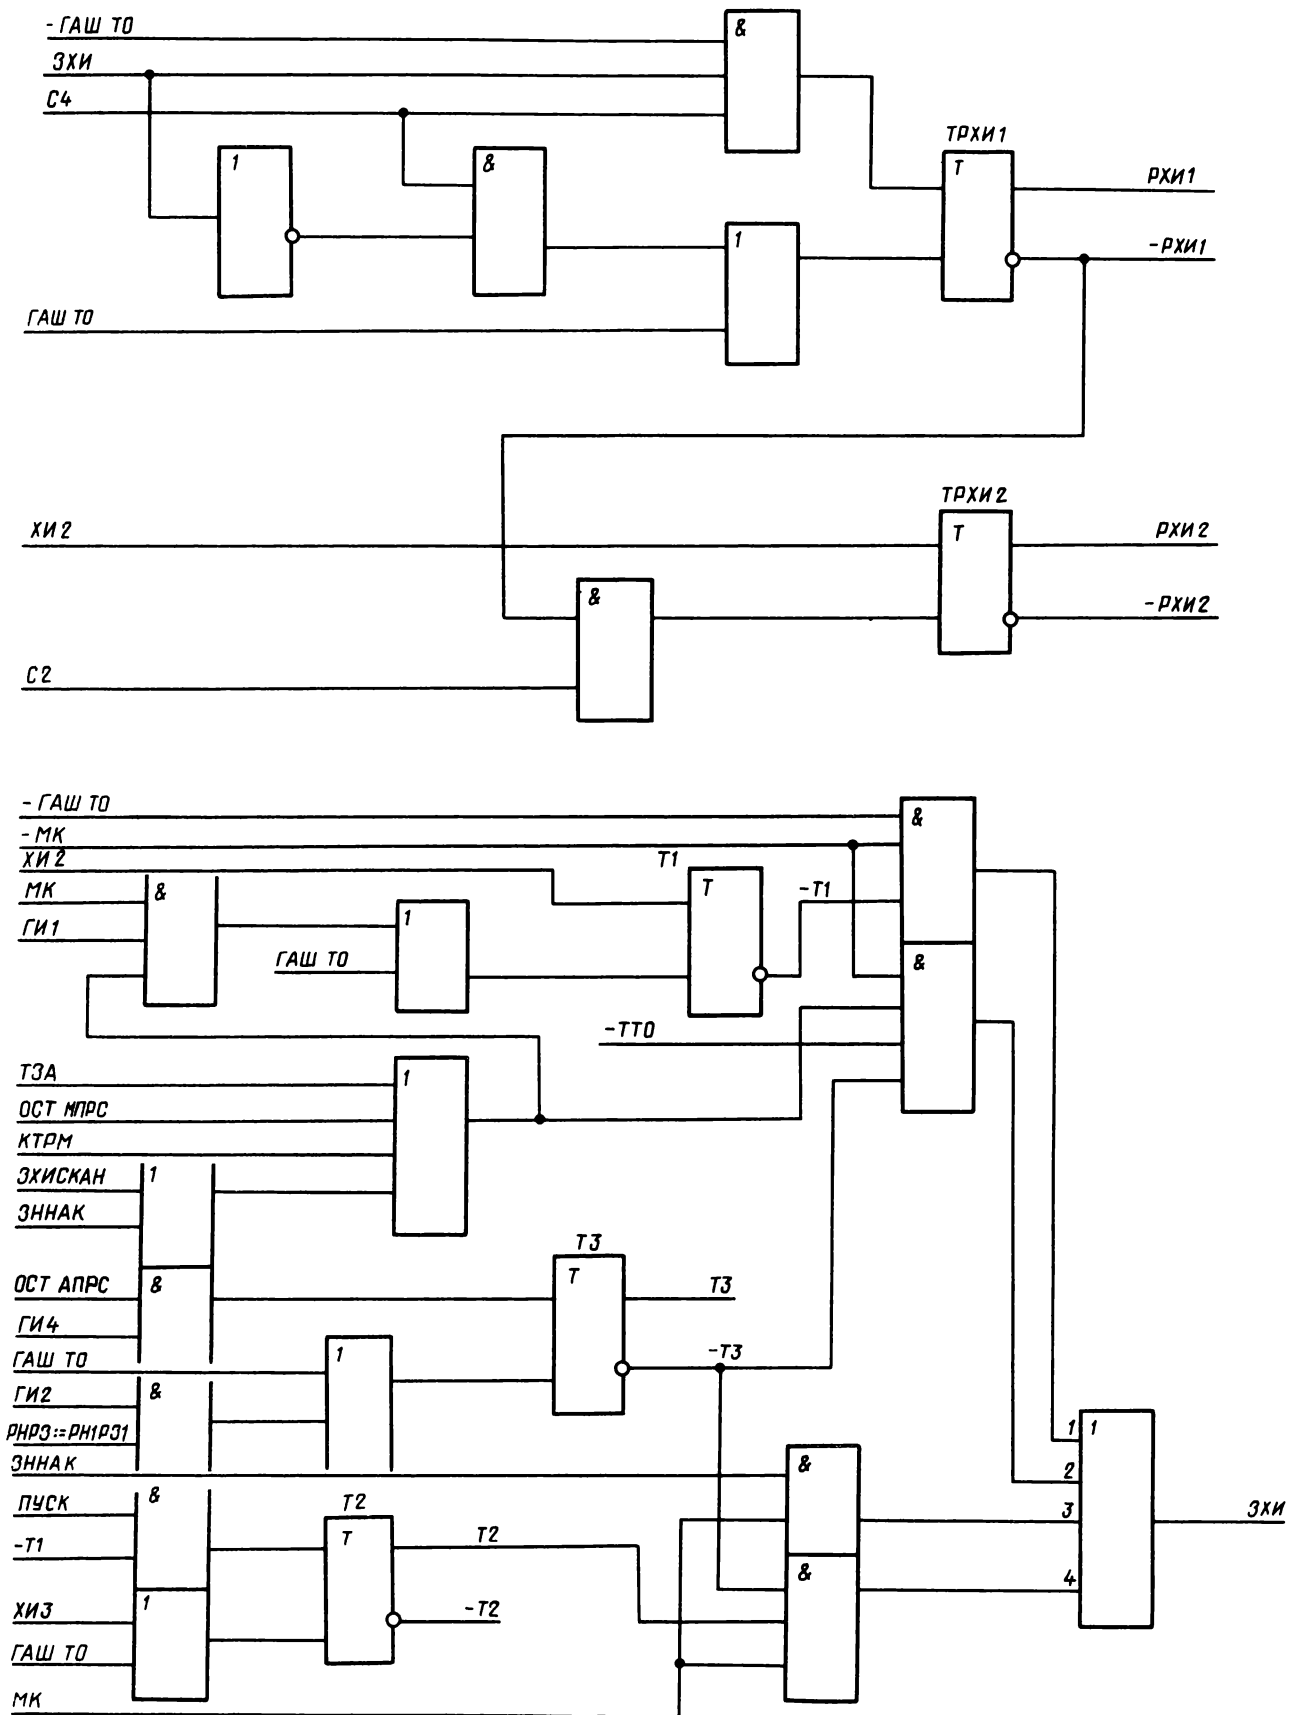 -ГАШ ТО
ЗХИ
С4
&
1
&
ТРХИ1
Т
РХИ1
-РХИ1
1
ГАШ ТО
ТРХИ2
ХИ2
Т
РХИ2
-РХИ2
&
С2
-ГАШ ТО
&
-МК
ХИ2
Т1
МК
&
Т
-Т1
ГИ1
1
ГАШ ТО
&
-ТТО
ТЗА
1
ОСТ МПРС
КТРМ
ЭХИСКАН
1
ЗННАК
Т3
ОСТ АПРС
&
Т
Т3
ГИ4
ГАШ ТО
1
-Т3
ГИ2
&
РНРЗ:=РН1РЗ1
1
1
ЗННАК
&
2
ПУСК
&
Т2
3
ЗХИ
-Т1
Т
Т2
&
4
ХИ3
1
-Т2
ГАШ ТО
МК